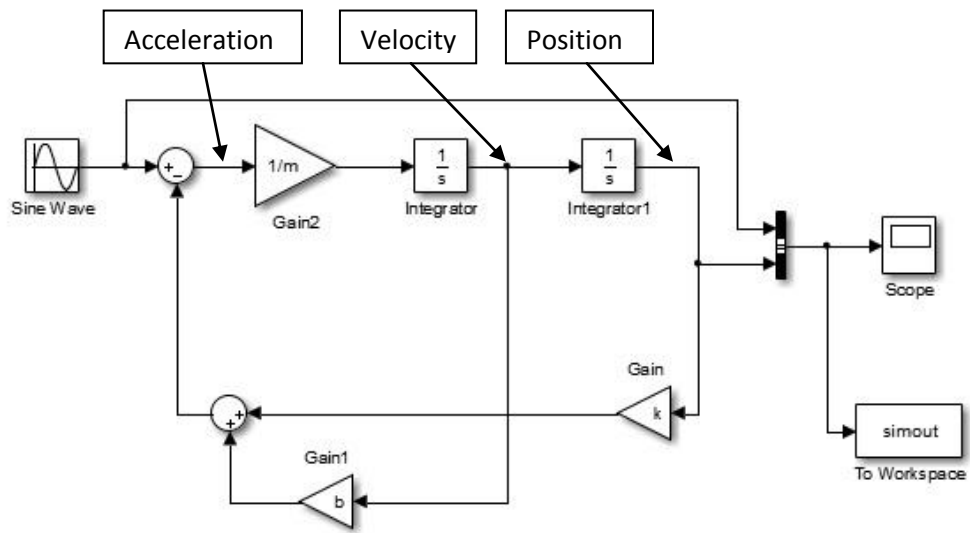 Acceleration
Velocity
Position
Sine Wave
+
−
1/m
Gain2
1
s
Integrator
1
s
Integrator1
Scope
Gain
k
+
+
Gain1
b
simout
To Workspace